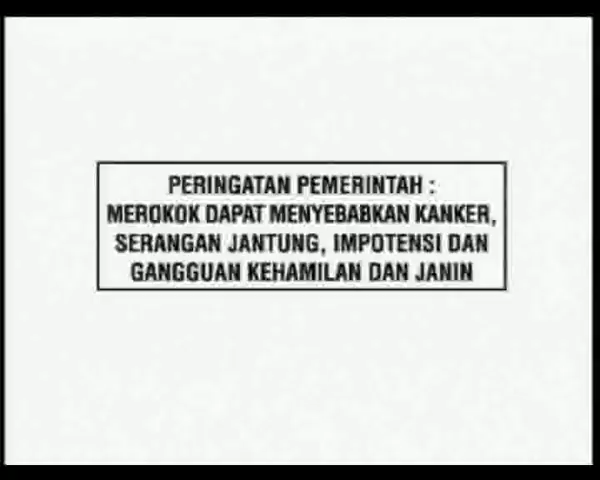 PERINGATAN PEMERINTAH :
MEROKOK DAPAT MENYEBABKAN KANKER,
SERANGAN JANTUNG, IMPOTENSI DAN
GANGGUAN KEHAMILAN DAN JANIN